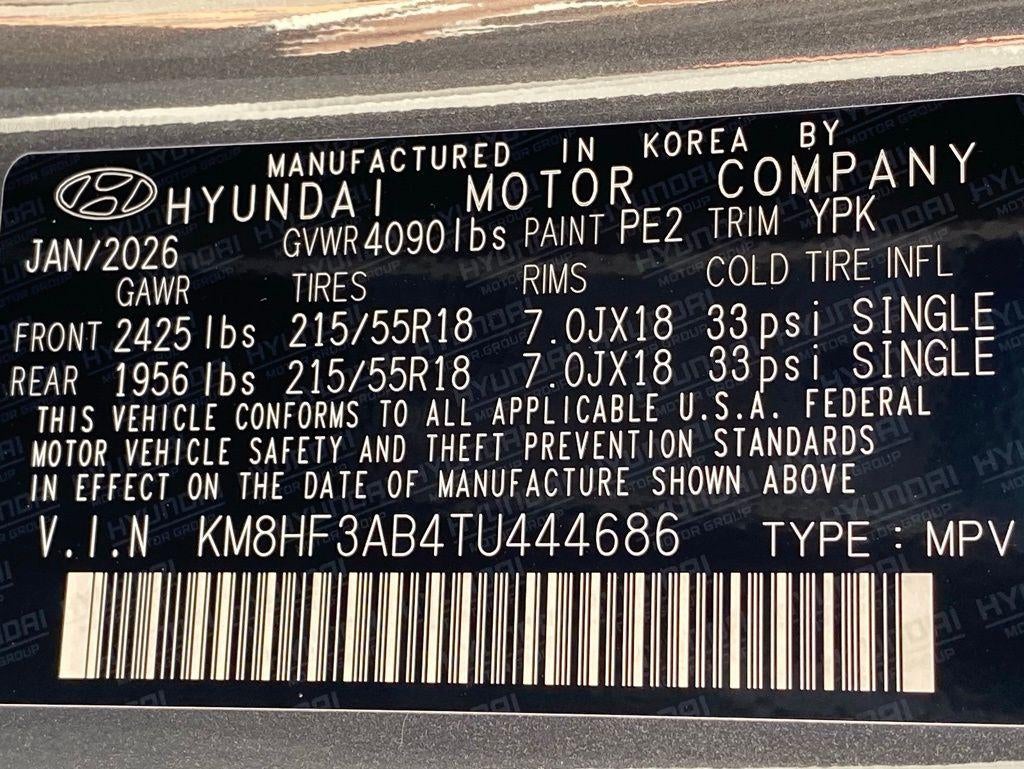 MANUFACTURED IN KOREA BY
HYUNDAI MOTOR COMPANY
JAN/2026 GVWR 4090lbs PAINT PE2 TRIM YPK
GAWR TIRES RIMS COLD TIRE INFL
FRONT 2425 lbs 215/55R18 7.0JX18 33psi SINGLE
REAR 1956 lbs 215/55R18 7.0JX18 33psi SINGLE
THIS VEHICLE CONFORMS TO ALL APPLICABLE U.S.A. FEDERAL
MOTOR VEHICLE SAFETY AND THEFT PREVENTION STANDARDS
IN EFFECT ON THE DATE OF MANUFACTURE SHOWN ABOVE
V.I.N KM8HF3AB4TU444686 TYPE : MPV